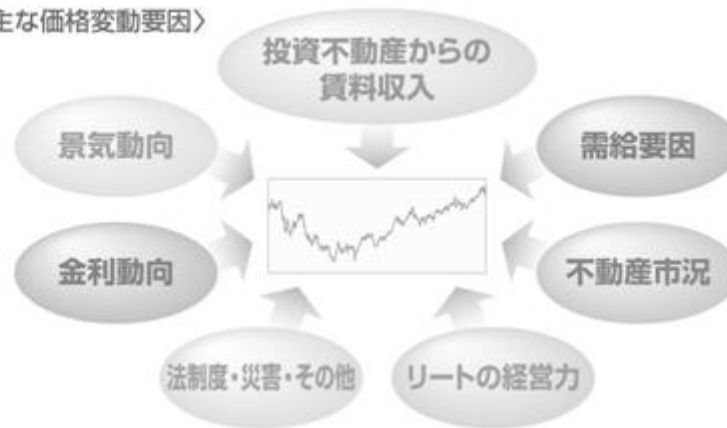 主な価格変動要因〉
投資不動産からの
賃料収入
景気動向
需給要因
金利動向
不動産市況
法制度・災害・その他
リートの経営力